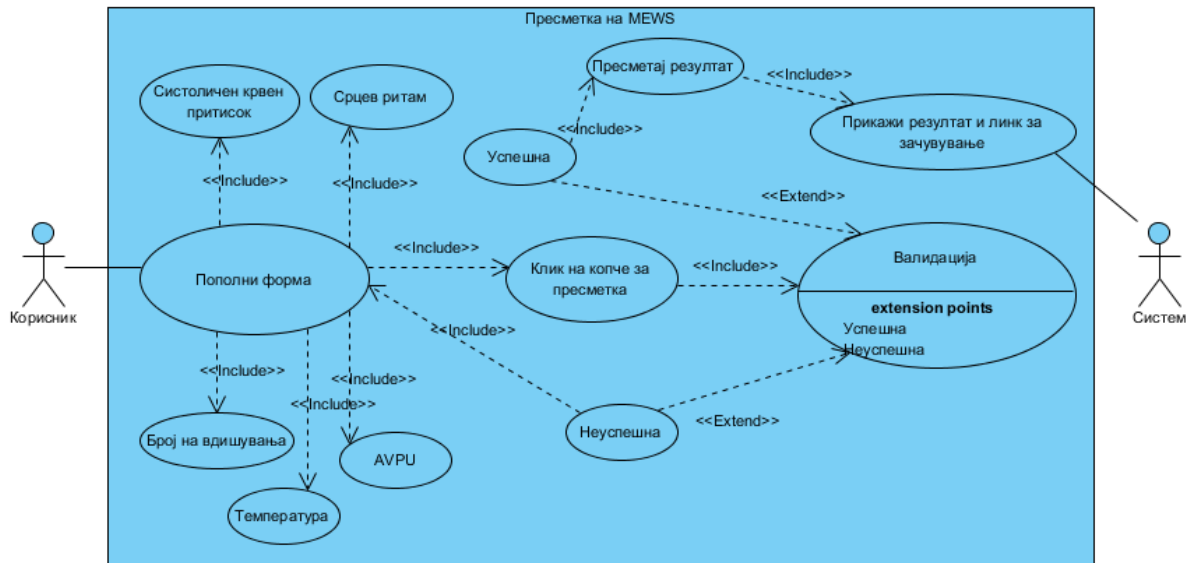 Пресметка на MEWS
Систоличен крвен
притисок
Срцев ритам
Пресметај резултат
<<Include>>
Прикажи резултат и линк за
зачувување
<<Include>>
Успешна
<<Include>>
<<Include>>
<<Extend>>
Корисник
Пополни форма
<<Include>>
Клик на копче за
пресметка
<<Include>>
Валидација
extension points
Успешна
Неуспешна
Систем
<<Include>>
<<Include>>
<<Include>>
<<Include>>
Број на вдишувања
Температура
AVPU
Неуспешна
<<Extend>>